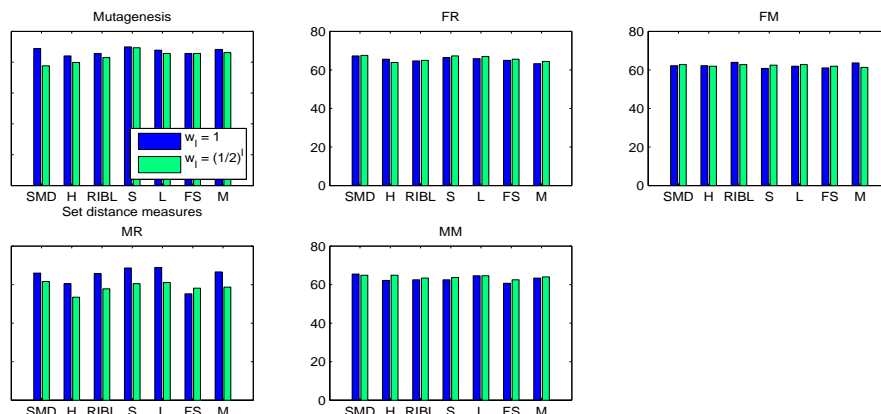 Mutagenesis
w_l = 1
w_l = (1/2)^l
SMD H RIBL S L FS M
Set distance measures
FR
80
60
40
20
0
SMD H RIBL S L FS M
FM
80
60
40
20
0
SMD H RIBL S L FS M
MR
SMD H RIBL S L FS M
MM
80
60
40
20
0
SMD H RIBL S L FS M